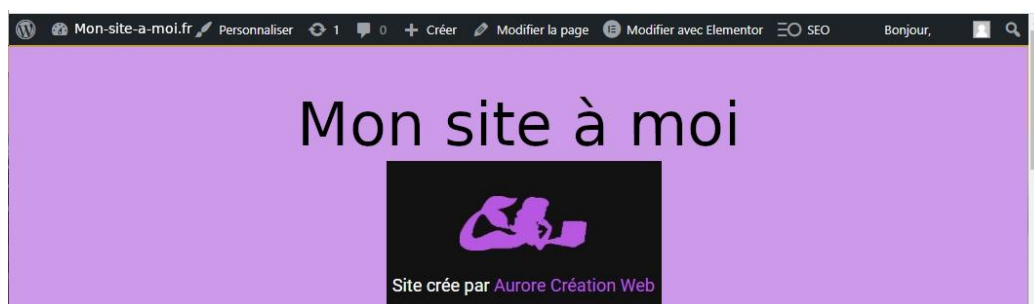 Mon-site-a-moi.fr Personnaliser 1 0 + Créer Modifier la page Modifier avec Elementor SEO Bonjour,
Mon site à moi
Site crée par Aurore Création Web